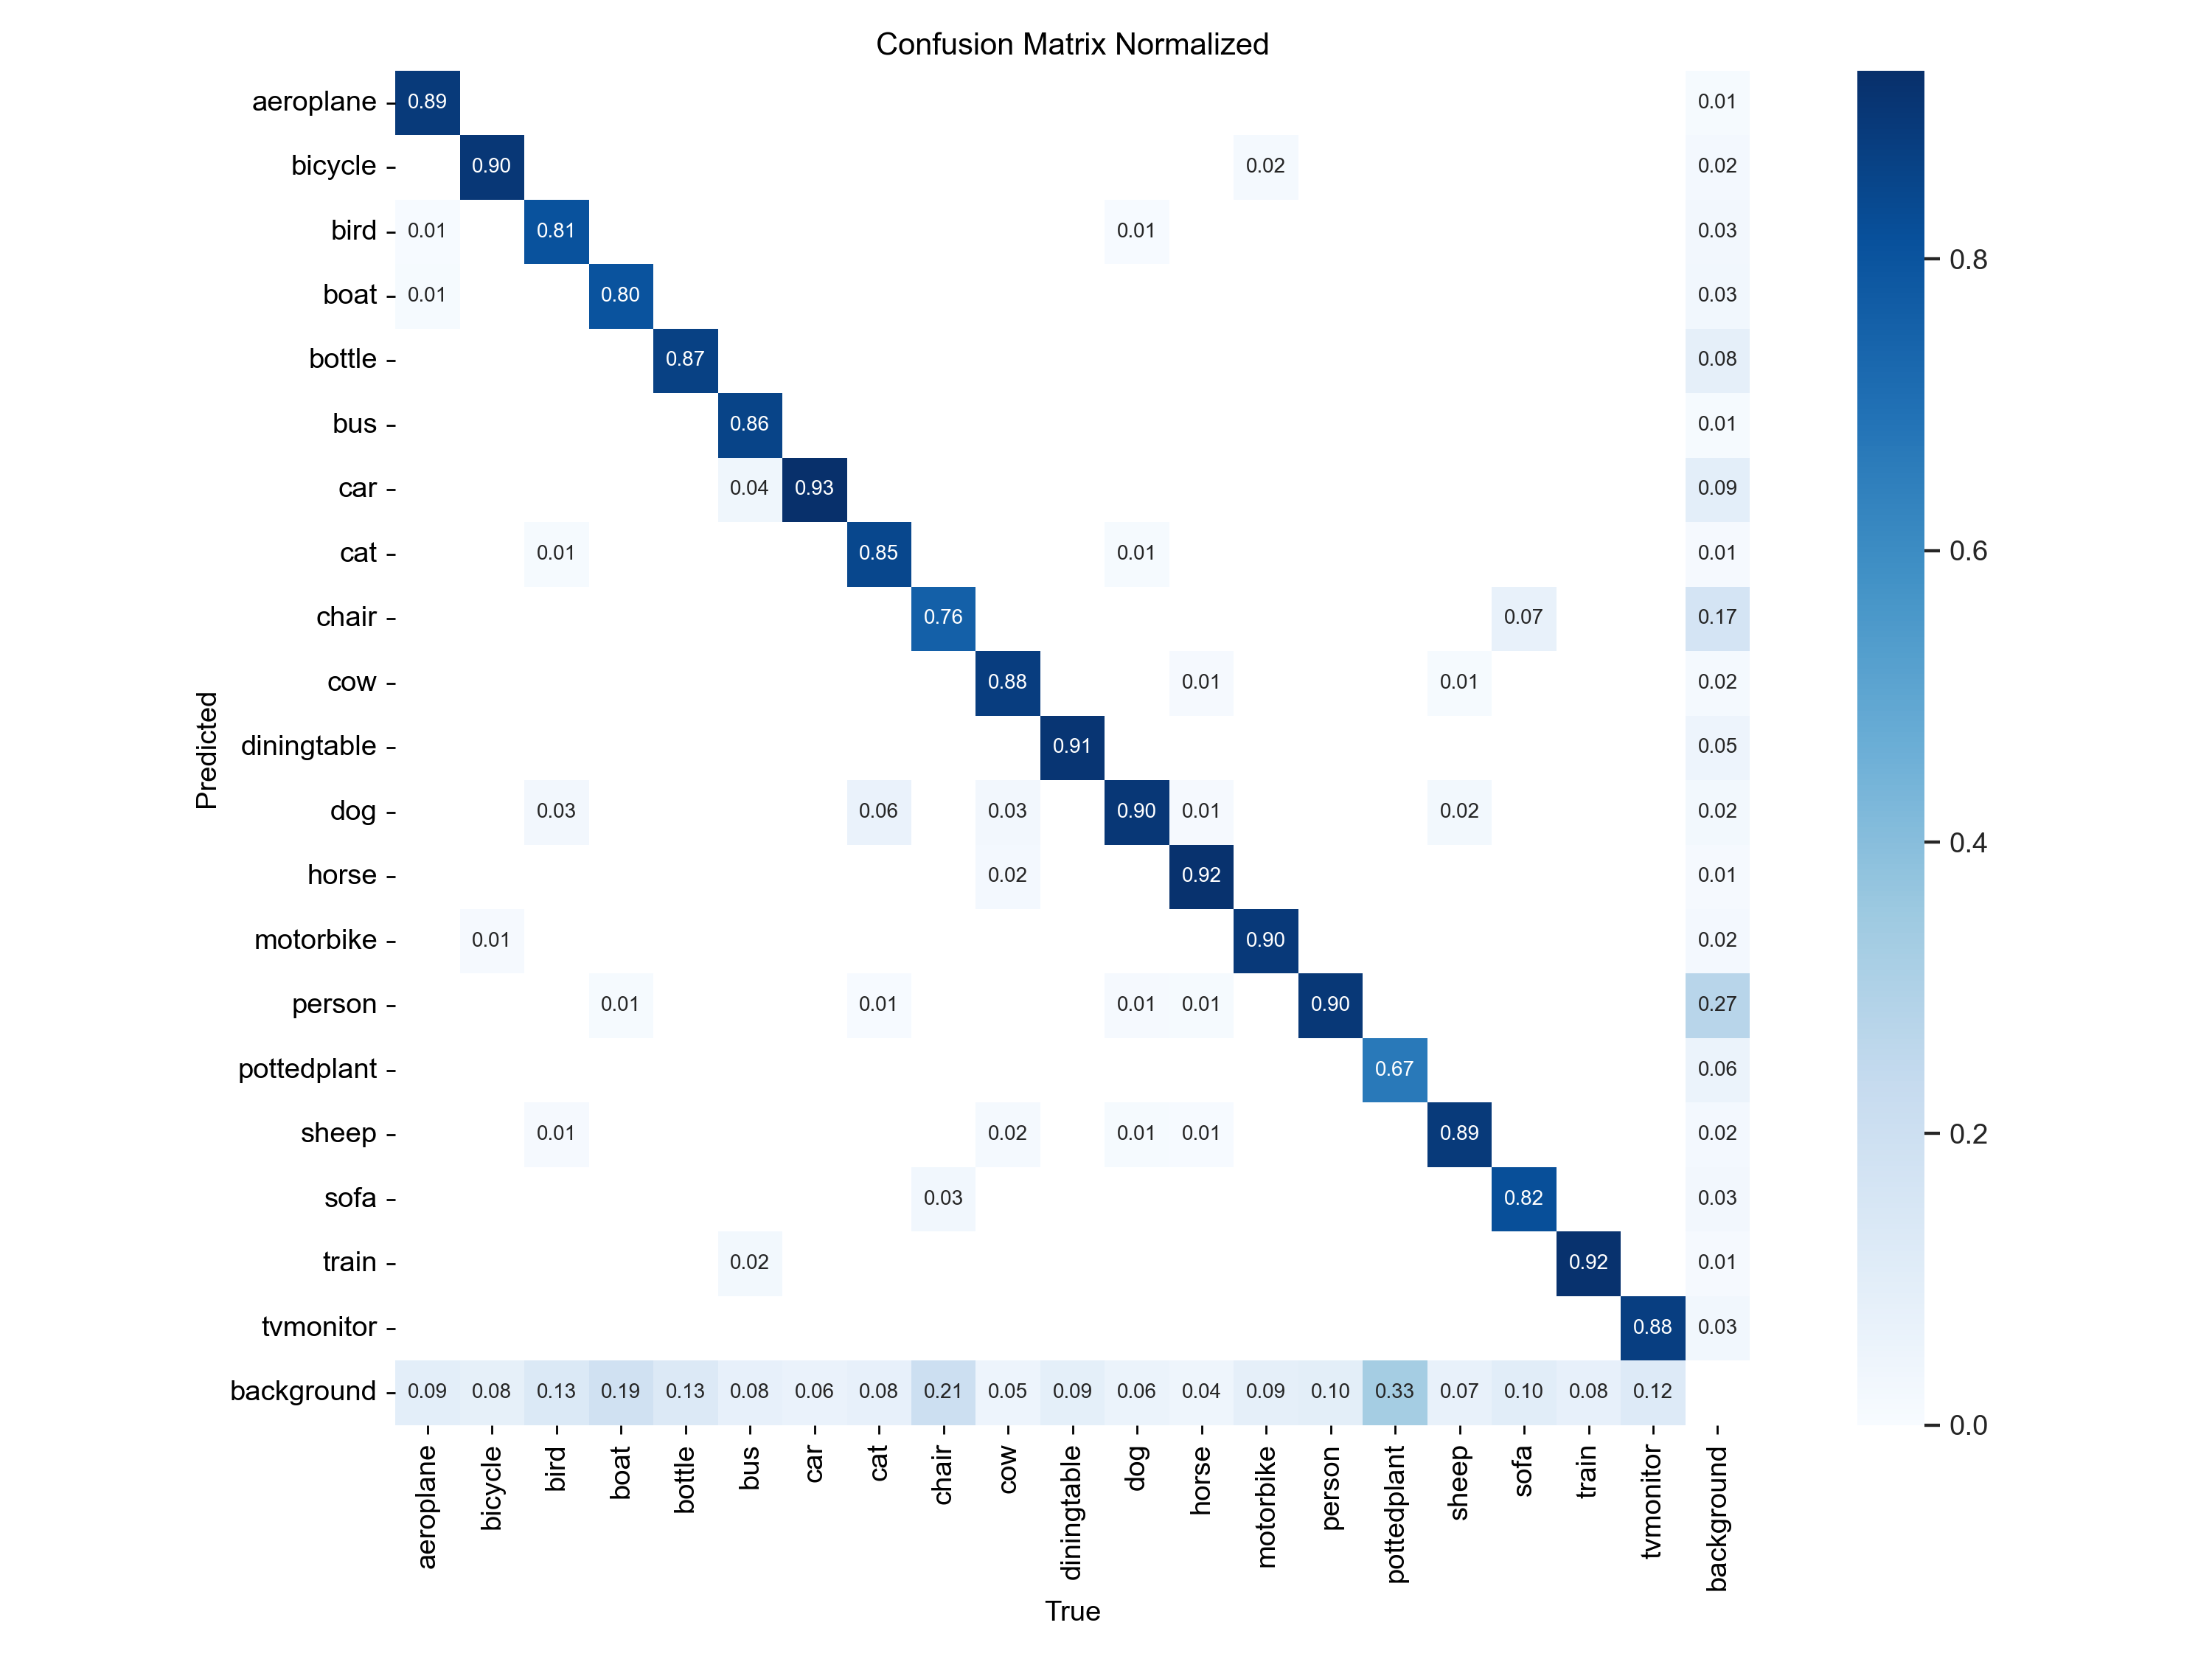 Confusion Matrix Normalized
aeroplane 0.89 0.01
bicycle 0.90 0.02 0.02
bird 0.01 0.81 0.01 0.03
0.8
boat 0.01 0.80 0.03
bottle 0.87 0.08
bus 0.86 0.01
car 0.04 0.93 0.09
0.6
cat 0.01 0.85 0.01 0.01
chair 0.76 0.07 0.17
cow 0.88 0.01 0.01 0.02
Predicted
diningtable 0.91 0.05
dog 0.03 0.06 0.03 0.90 0.01 0.02 0.02
0.4
horse 0.02 0.92 0.01
motorbike 0.01 0.90 0.02
person 0.01 0.01 0.01 0.01 0.90 0.27
pottedplant 0.67 0.06
sheep 0.01 0.02 0.01 0.01 0.89 0.02
0.2
sofa 0.03 0.82 0.03
train 0.02 0.92 0.01
tvmonitor 0.88 0.03
background 0.09 0.08 0.13 0.19 0.13 0.08 0.06 0.08 0.21 0.05 0.09 0.06 0.04 0.09 0.10 0.33 0.07 0.10 0.08 0.12
0.0
aeroplane bicycle bird boat bottle bus car cat chair cow diningtable dog horse motorbike person pottedplant sheep sofa train tvmonitor background
True